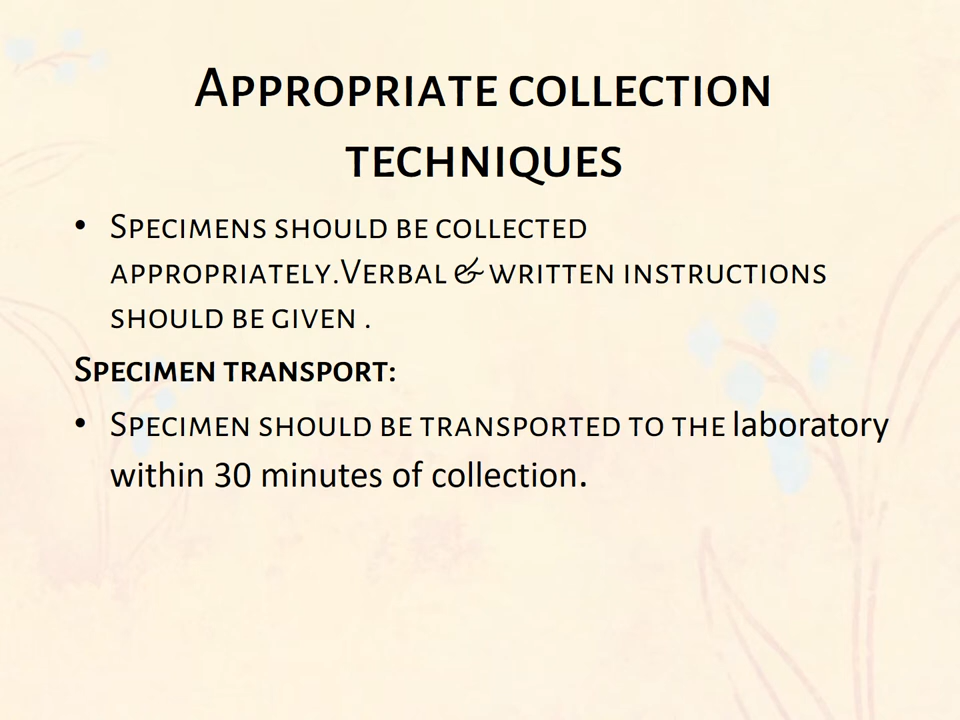 Appropriate collection
techniques
• Specimens should be collected
appropriately.Verbal & written instructions
should be given .
Specimen transport:
• Specimen should be transported to the laboratory
within 30 minutes of collection.